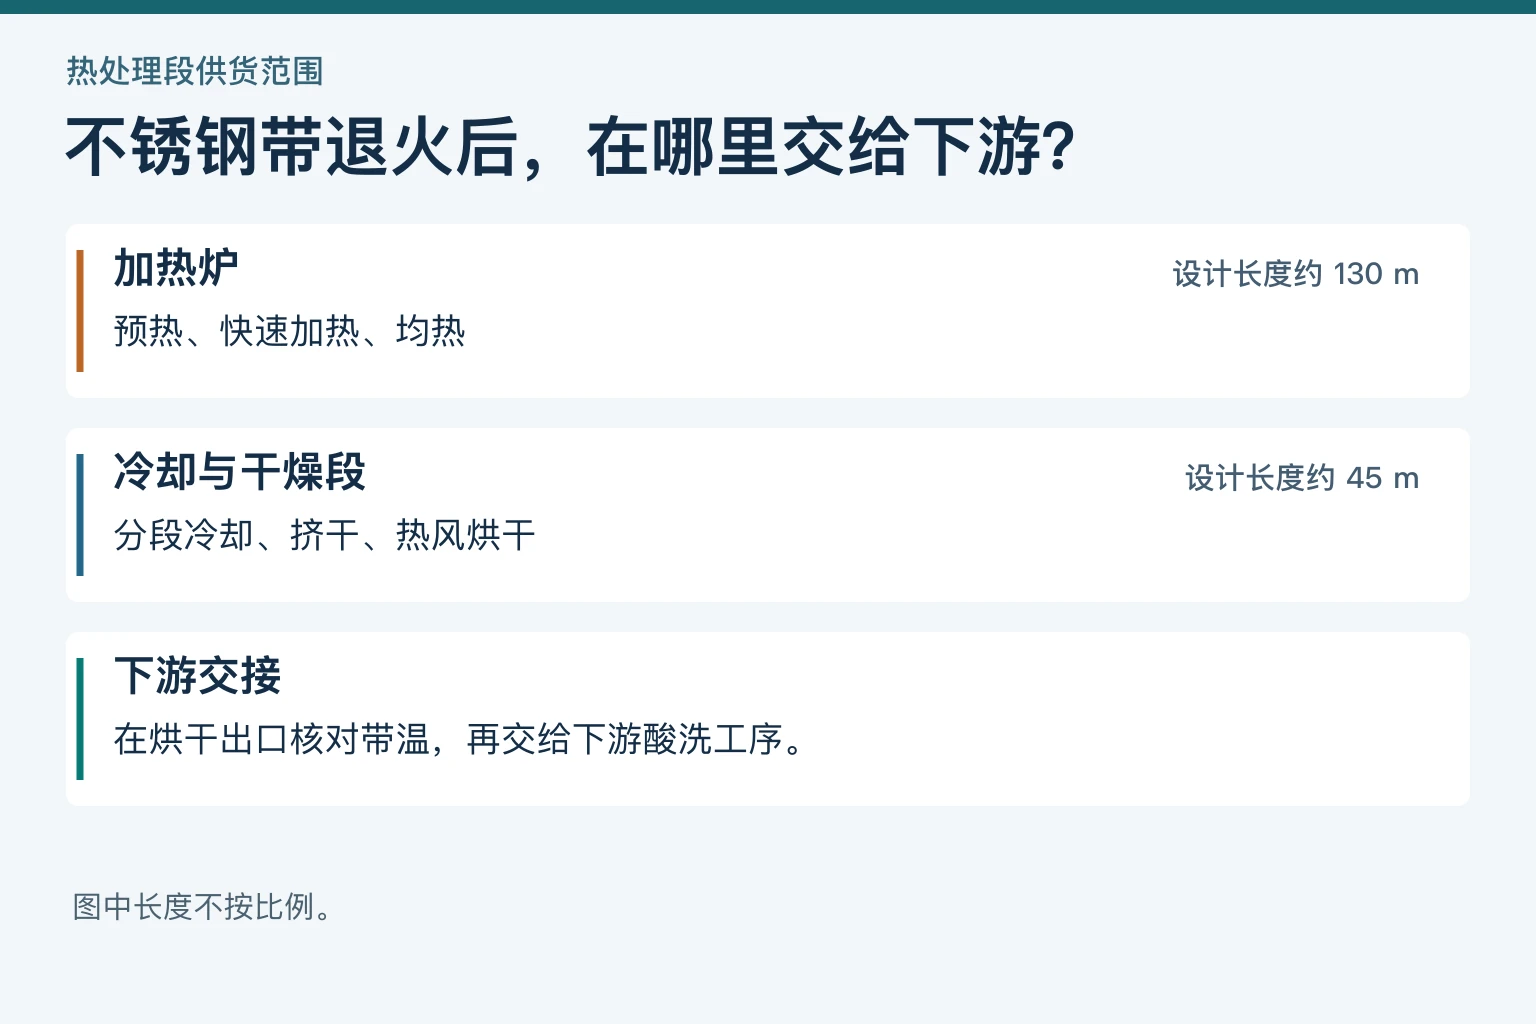 热处理段供货范围
不锈钢带退火后，在哪里交给下游?
加热炉
设计长度约 130 m
预热、快速加热、均热
冷却与干燥段
设计长度约 45 m
分段冷却、挤干、热风烘干
下游交接
在烘干出口核对带温，再交给下游酸洗工序。
图中长度不按比例。